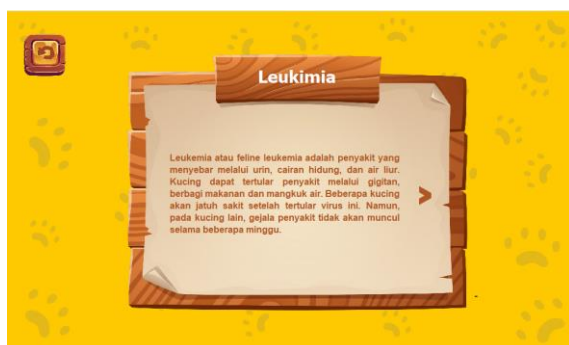 Leukimia
Leukemia atau feline leukemia adalah penyakit yang
menyebar melalui urin, cairan hidung, dan air liur.
Kucing dapat tertular penyakit melalui gigitan,
berbagi makanan dan mangkuk air. Beberapa kucing
akan jatuh sakit setelah tertular virus ini. Namun,
pada kucing lain, gejala penyakit tidak akan muncul
selama beberapa minggu.